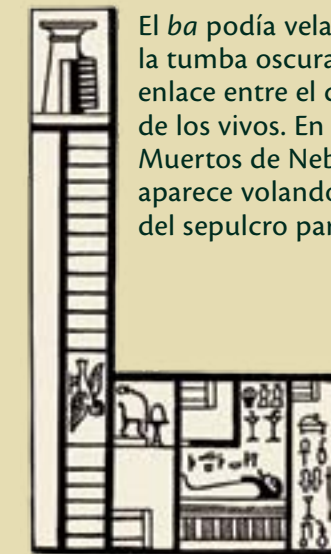 El ba podía vela
la tumba oscura
enlace entre el
de los vivos. En
Muertos de Neb
aparece volando
del sepulcro par